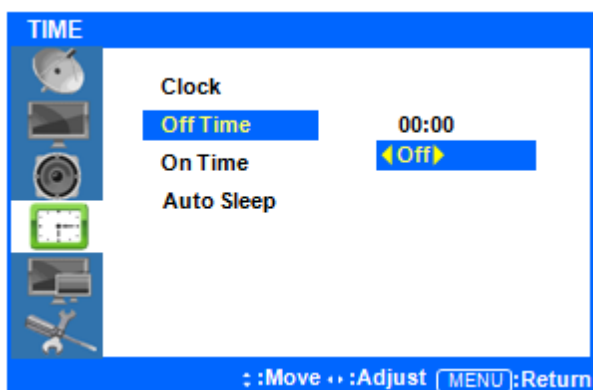 TIME
Clock
Off Time 00:00
Off
On Time
Auto Sleep
:Move :Adjust MENU:Return